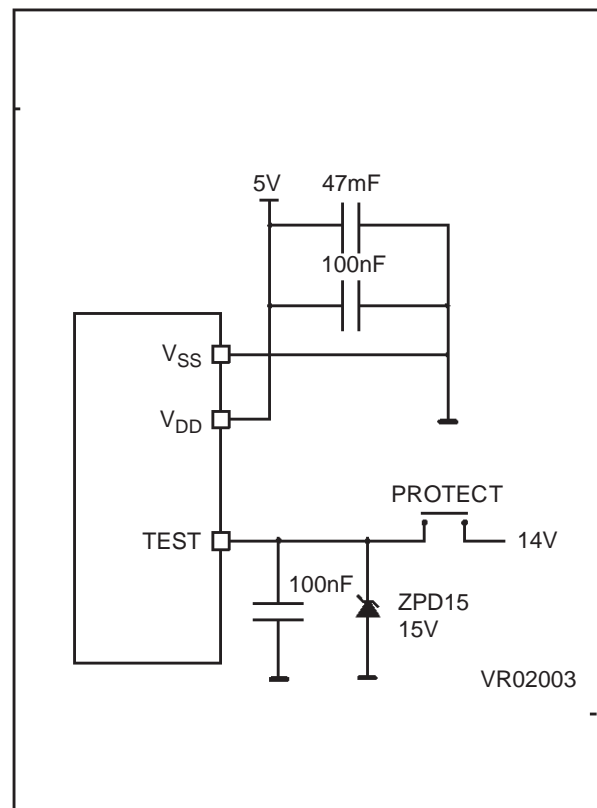 5V 47mF
100nF
VSS
VDD
PROTECT
TEST
14V
100nF
ZPD15
15V
VR02003